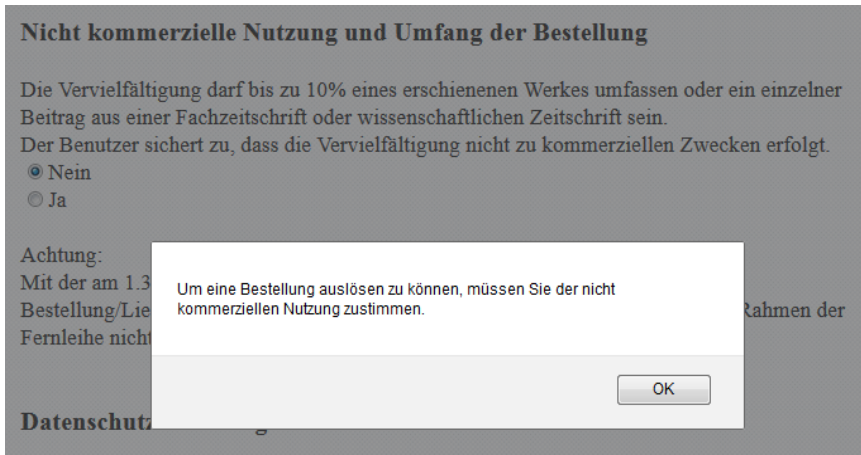 Nicht kommerzielle Nutzung und Umfang der Bestellung
Die Vervielfältigung darf bis zu 10% eines erschienenen Werkes umfassen oder ein einzelner
Beitrag aus einer Fachzeitschrift oder wissenschaftlichen Zeitschrift sein.
Der Benutzer sichert zu, dass die Vervielfältigung nicht zu kommerziellen Zwecken erfolgt.
Nein
Ja
Achtung:
Mit der am 1.3
Um eine Bestellung auslösen zu können, müssen Sie der nicht
kommerziellen Nutzung zustimmen.
Bestellung/Lie Rahmen der
Fernleihe nicht
OK
Datenschutz